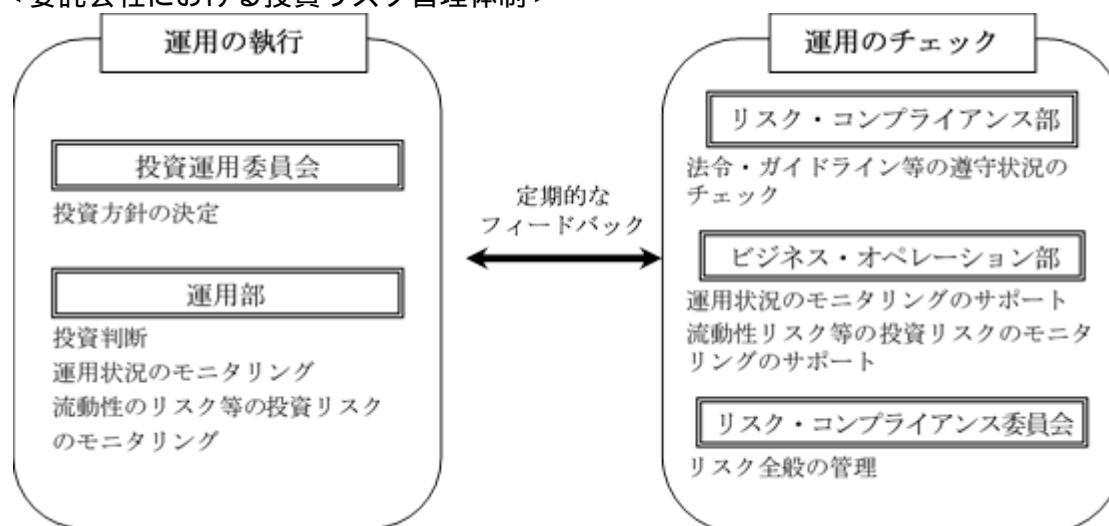 <委託会社における投資リスク管理体制>
運用の執行
投資運用委員会
投資方針の決定
運用部
投資判断
運用状況のモニタリング
流動性のリスク等の投資リスク
のモニタリング
定期的な
フィードバック
運用のチェック
リスク・コンプライアンス部
法令・ガイドライン等の遵守状況の
チェック
ビジネス・オペレーション部
運用状況のモニタリングのサポート
流動性リスク等の投資リスクのモニタ
リングのサポート
リスク・コンプライアンス委員会
リスク全般の管理